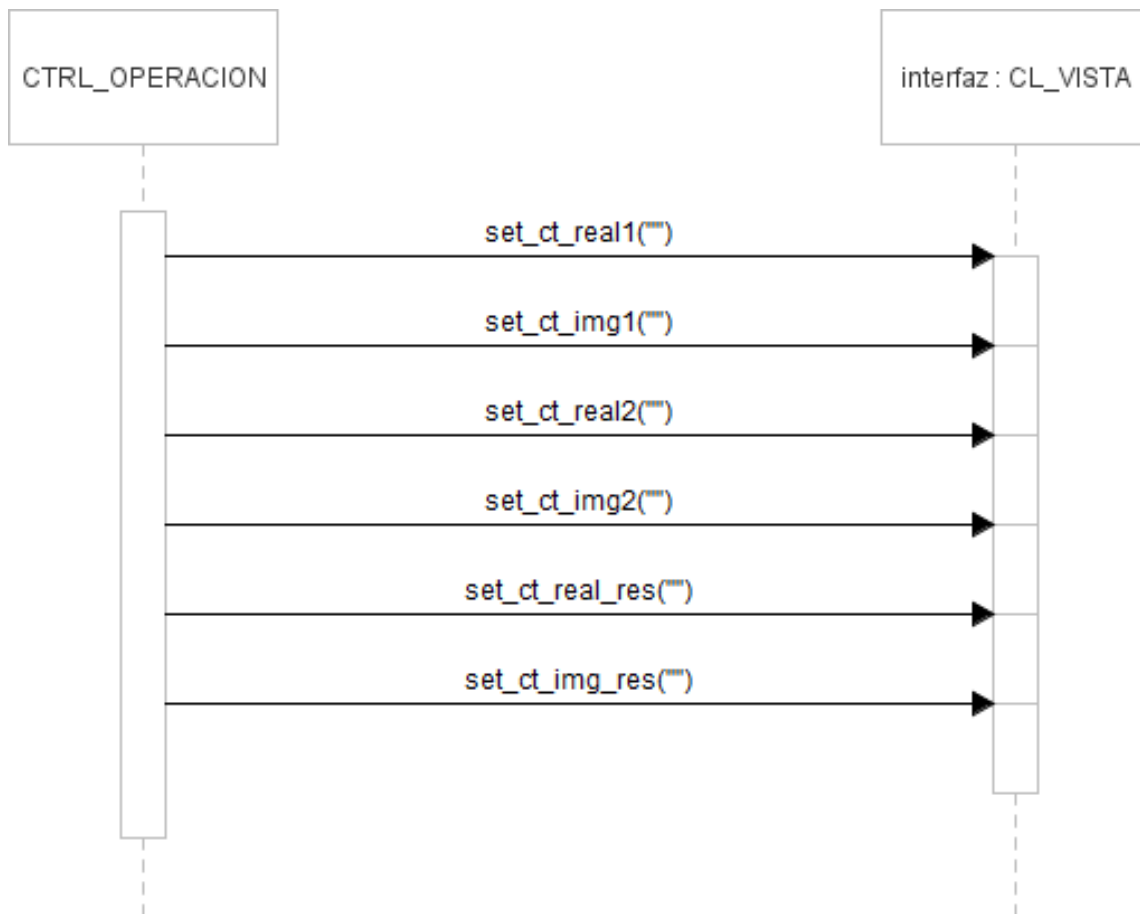 CTRL_OPERACION
interfaz : CL_VISTA
set_ct_real1("")
set_ct_img1("")
set_ct_real2("")
set_ct_img2("")
set_ct_real_res("")
set_ct_img_res("")